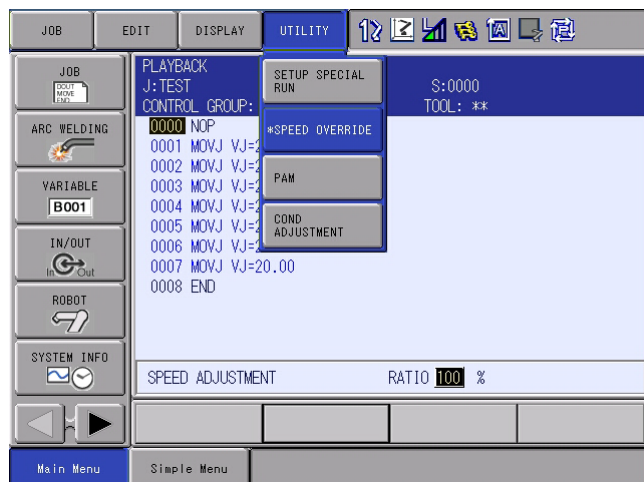 JOB
EDIT
DISPLAY
UTILITY
JOB
DOUT
MOVE
END
ARC WELDING
VARIABLE
B001
IN/OUT
In
Out
ROBOT
SYSTEM INFO
PLAYBACK
J:TEST
S:0000
CONTROL GROUP:
TOOL: **
0000 NOP
0001 MOVJ VJ=2
0002 MOVJ VJ=2
0003 MOVJ VJ=2
0004 MOVJ VJ=2
0005 MOVJ VJ=2
0006 MOVJ VJ=2
0007 MOVJ VJ=20.00
0008 END
SETUP SPECIAL
RUN
*SPEED OVERRIDE
PAM
COND
ADJUSTMENT
SPEED ADJUSTMENT RATIO 100 %
Main Menu
Simple Menu